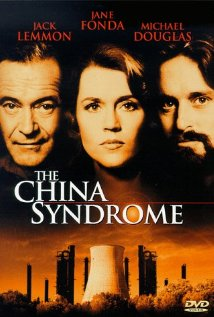 JACK
LEMMON
JANE
FONDA
MICHAEL
DOUGLAS
THE
CHINA
SYNDROME
DVD
VIDEO